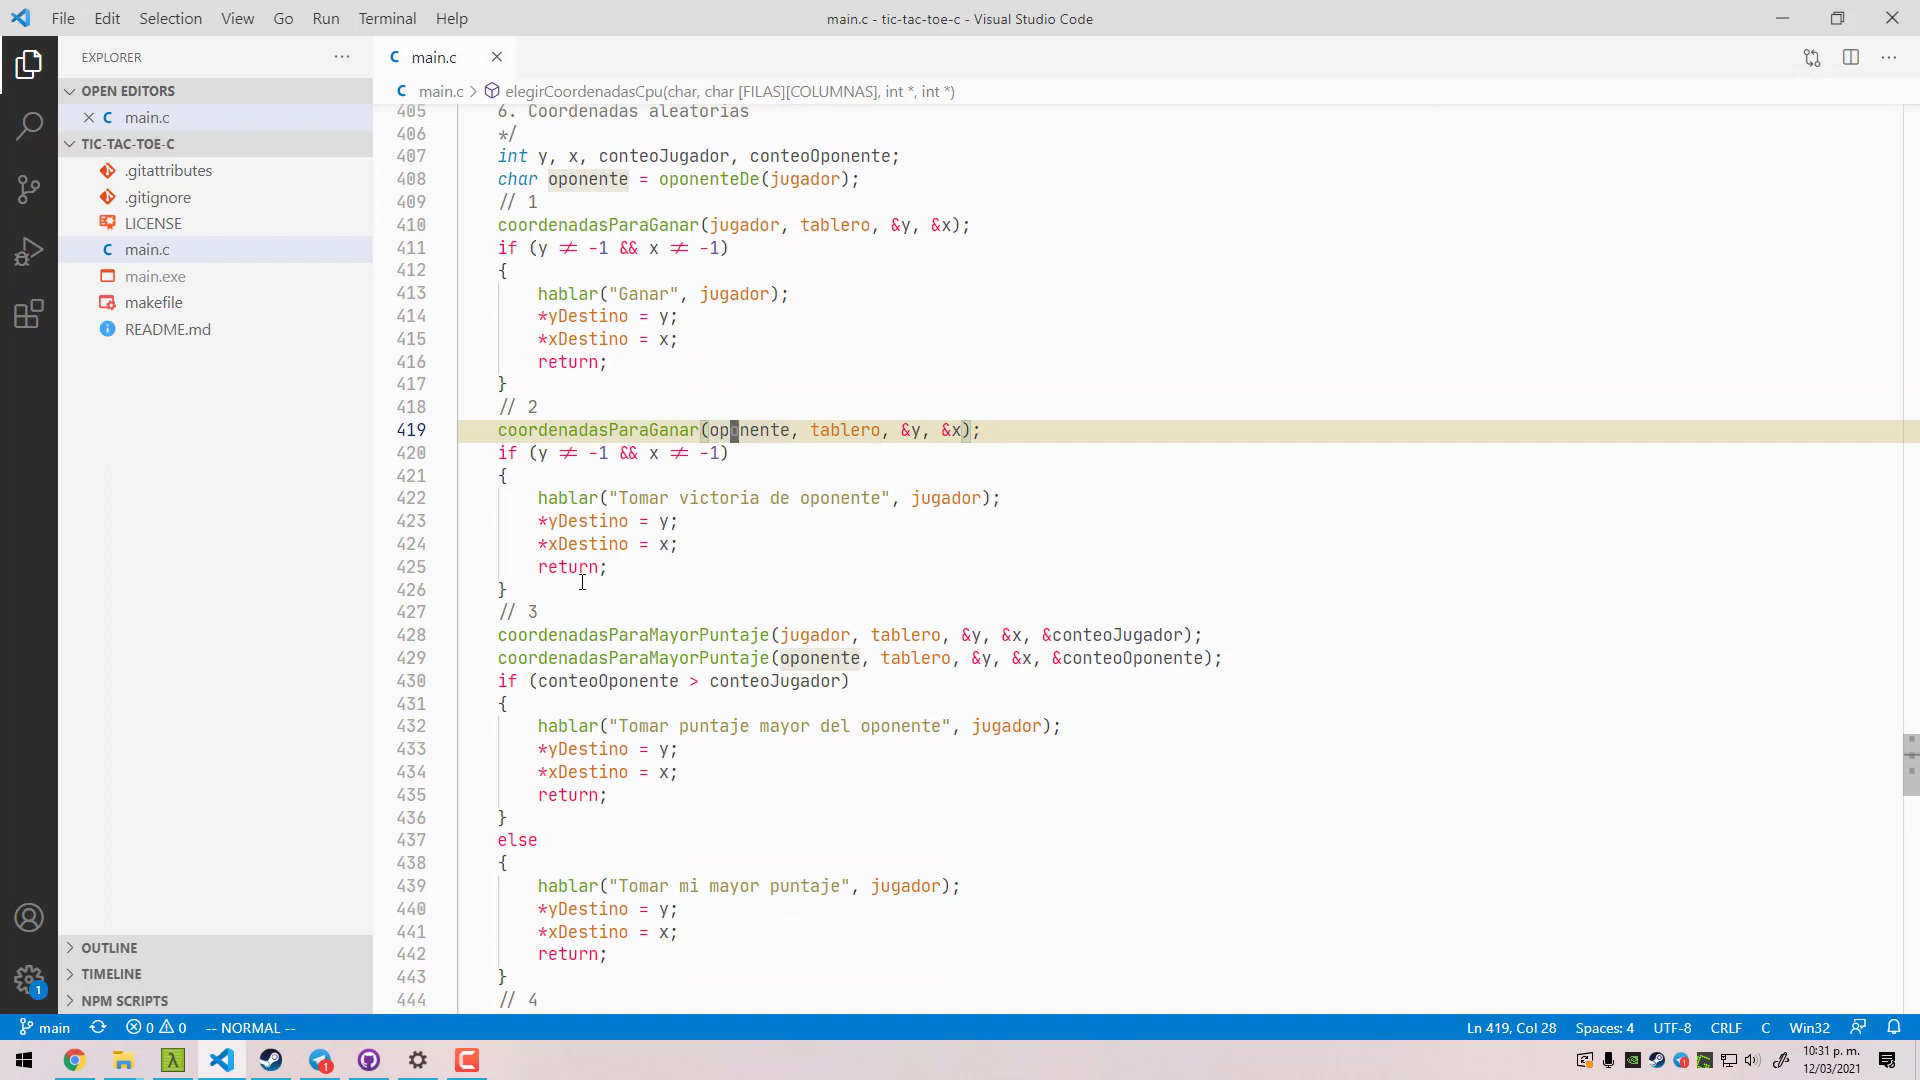 File Edit Selection View Go Run Terminal Help
main.c - tic-tac-toe-c - Visual Studio Code
EXPLORER
OPEN EDITORS
main.c
TIC-TAC-TOE-C
.gitattributes
.gitignore
LICENSE
main.c
main.exe
makefile
README.md
OUTLINE
TIMELINE
NPM SCRIPTS
1
main.c
main.c > elegirCoordenadasCpu(char, char [FILAS][COLUMNAS], int *, int *)
405 6. Coordenadas aleatorias
406 */
407 int y, x, conteoJugador, conteoOponente;
408 char oponente = oponenteDe(jugador);
409 // 1
410 coordenadasParaGanar(jugador, tablero, &y, &x);
411 if (y ≠ -1 && x ≠ -1)
412 {
413 hablar("Ganar", jugador);
414 *yDestino = y;
415 *xDestino = x;
416 return;
417 }
418 // 2
419 coordenadasParaGanar(oponente, tablero, &y, &x);
420 if (y ≠ -1 && x ≠ -1)
421 {
422 hablar("Tomar victoria de oponente", jugador);
423 *yDestino = y;
424 *xDestino = x;
425 return;
426 }
427 // 3
428 coordenadasParaMayorPuntaje(jugador, tablero, &y, &x, &conteoJugador);
429 coordenadasParaMayorPuntaje(oponente, tablero, &y, &x, &conteoOponente);
430 if (conteoOponente > conteoJugador)
431 {
432 hablar("Tomar puntaje mayor del oponente", jugador);
433 *yDestino = y;
434 *xDestino = x;
435 return;
436 }
437 else
438 {
439 hablar("Tomar mi mayor puntaje", jugador);
440 *yDestino = y;
441 *xDestino = x;
442 return;
443 }
444 // 4
main 0 0 -- NORMAL -- Ln 419, Col 28 Spaces: 4 UTF-8 CRLF C Win32
10:31 p. m.
12/03/2021